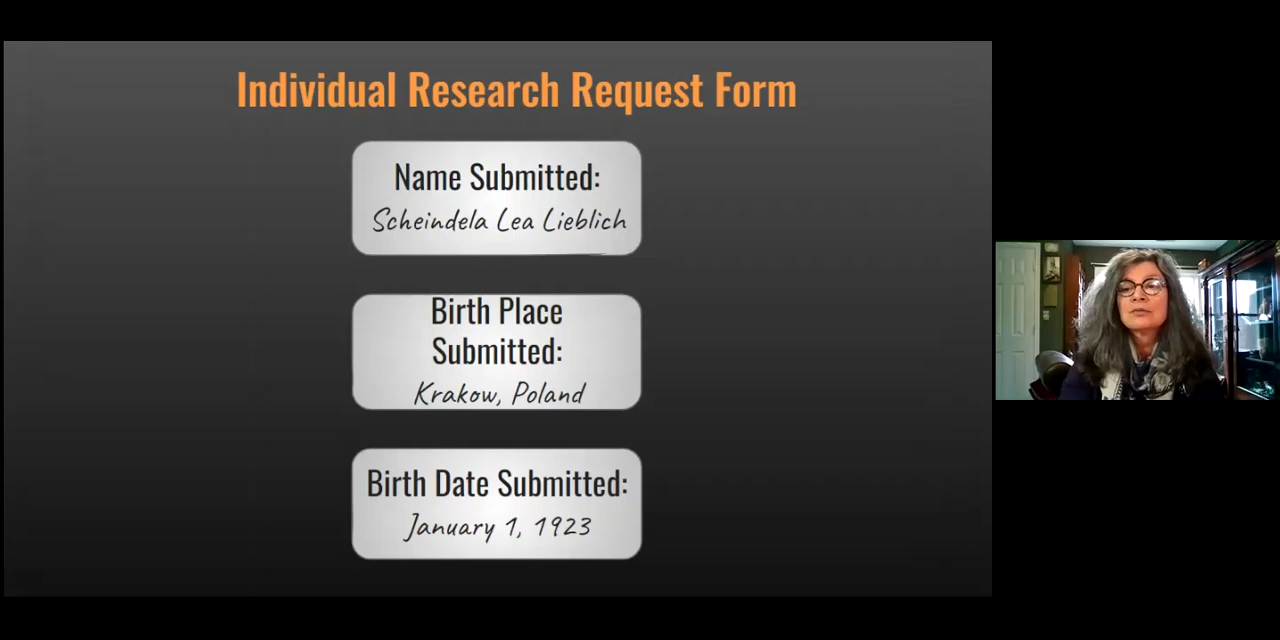 Individual Research Request Form
Name Submitted:
Scheindela Lea Lieblich
Birth Place
Submitted:
Krakow, Poland
Birth Date Submitted:
January 1, 1923